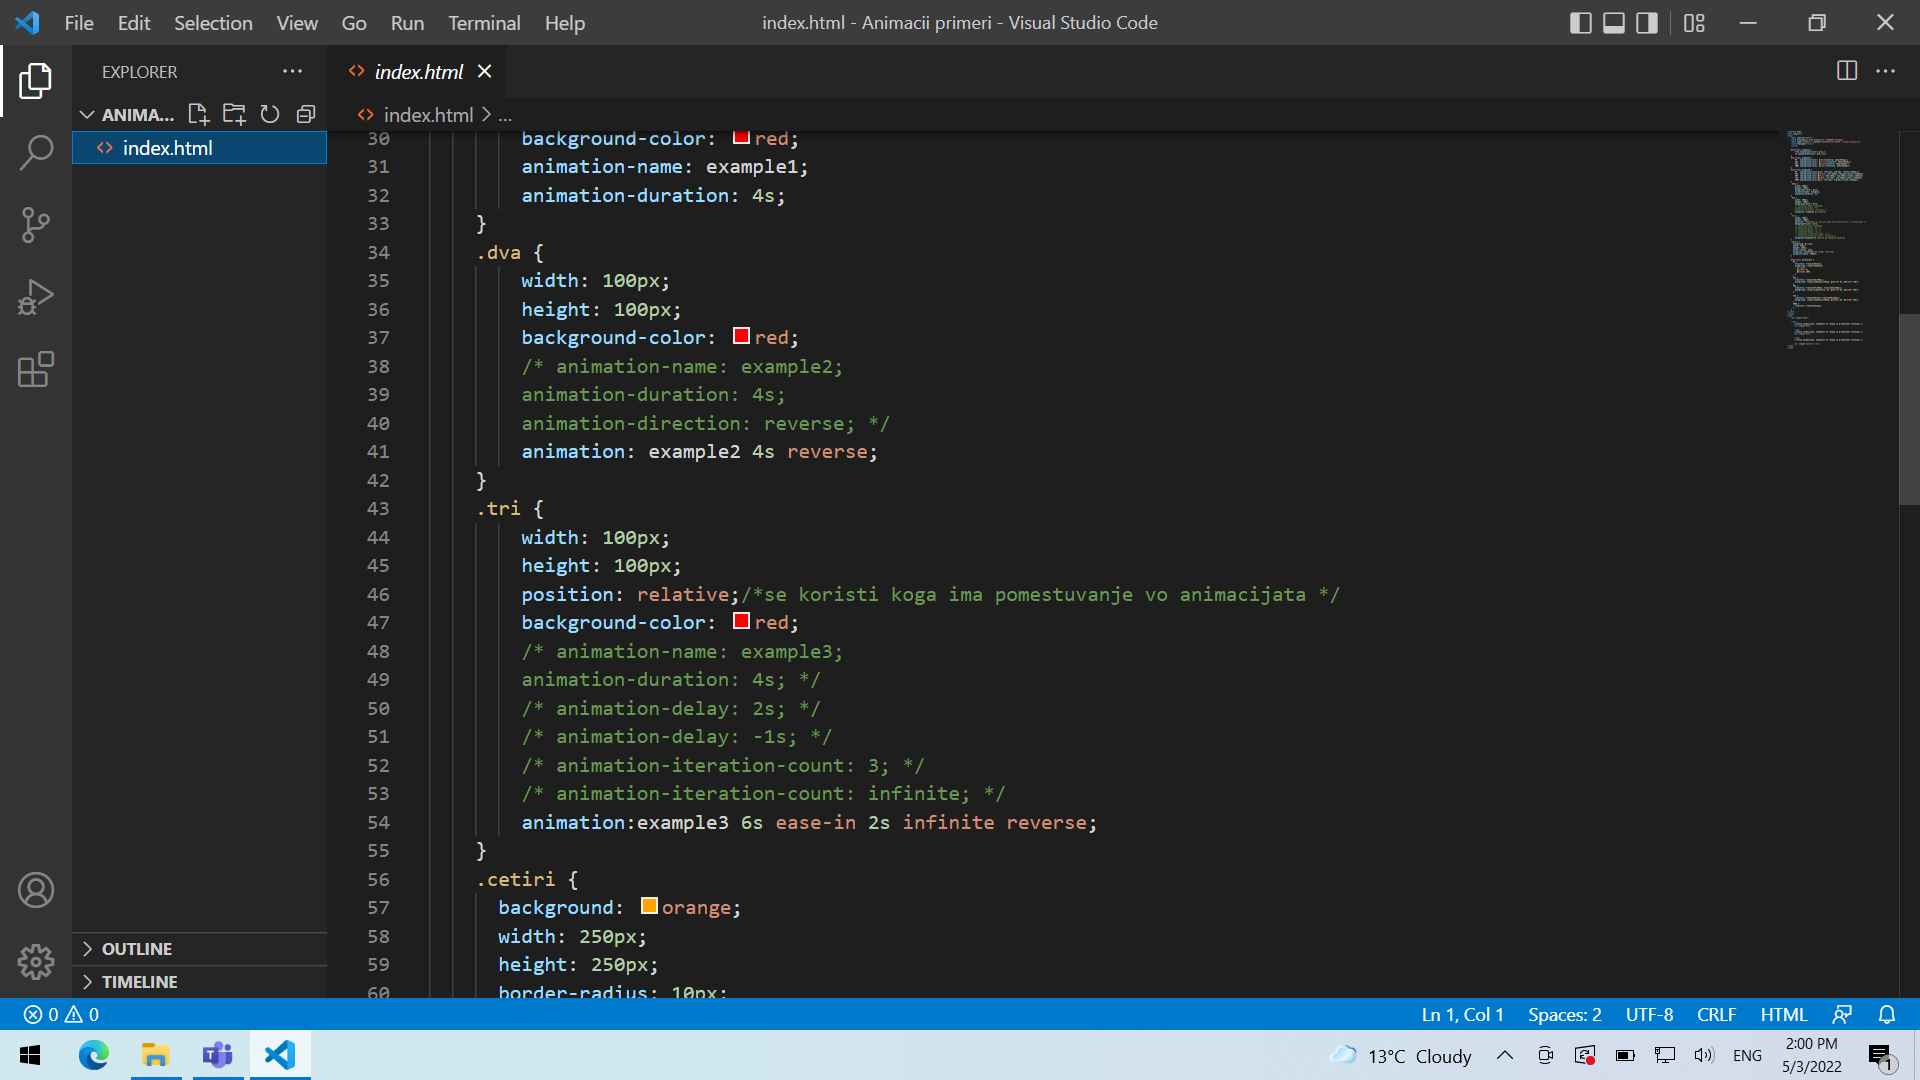 File Edit Selection View Go Run Terminal Help
index.html - Animacii primeri - Visual Studio Code
EXPLORER
index.html
ANIMA...
index.html > ...
index.html
30 background-color: red;
31 animation-name: example1;
32 animation-duration: 4s;
33 }
34 .dva {
35 width: 100px;
36 height: 100px;
37 background-color: red;
38 /* animation-name: example2;
39 animation-duration: 4s;
40 animation-direction: reverse; */
41 animation: example2 4s reverse;
42 }
43 .tri {
44 width: 100px;
45 height: 100px;
46 position: relative;/*se koristi koga ima pomestuvanje vo animacijata */
47 background-color: red;
48 /* animation-name: example3;
49 animation-duration: 4s; */
50 /* animation-delay: 2s; */
51 /* animation-delay: -1s; */
52 /* animation-iteration-count: 3; */
53 /* animation-iteration-count: infinite; */
54 animation:example3 6s ease-in 2s infinite reverse;
55 }
56 .cetiri {
57 background: orange;
58 width: 250px;
59 height: 250px;
60 border-radius: 10px;
OUTLINE
TIMELINE
0 0
Ln 1, Col 1 Spaces: 2 UTF-8 CRLF HTML
13°C Cloudy
ENG
2:00 PM
5/3/2022
1